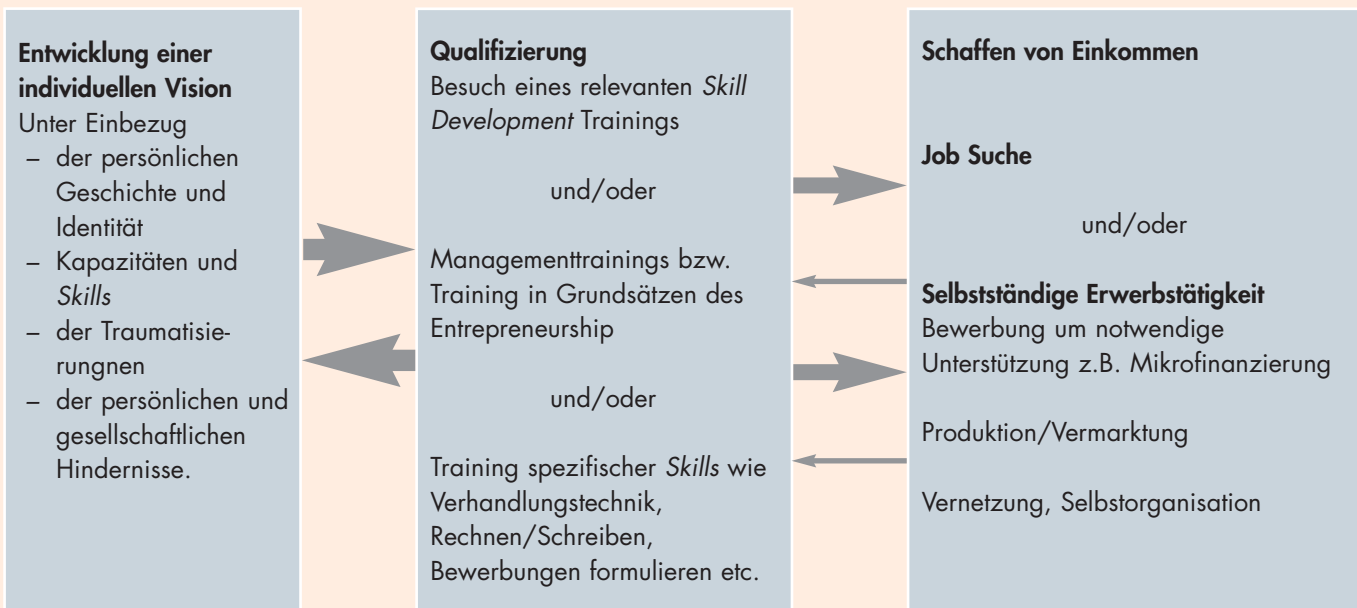 Entwicklung einer
individuellen Vision
Unter Einbezug
– der persönlichen
Geschichte und
Identität
– Kapazitäten und
Skills
– der Traumatisie-
rungnen
– der persönlichen und
gesellschaftlichen
Hindernisse.
Qualifizierung
Besuch eines relevanten Skill
Development Trainings
und/oder
Managementtrainings bzw.
Training in Grundsätzen des
Entrepreneurship
und/oder
Training spezifischer Skills wie
Verhandlungstechnik,
Rechnen/Schreiben,
Bewerbungen formulieren etc.
Schaffen von Einkommen
Job Suche
und/oder
Selbstständige Erwerbstätigkeit
Bewerbung um notwendige
Unterstützung z.B. Mikrofinanzierung
Produktion/Vermarktung
Vernetzung, Selbstorganisation